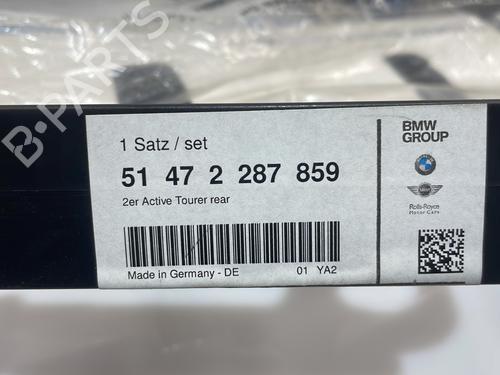 B-PARTS
1 Satz / set
51 47 2 287 859
2er Active Tourer rear
Made in Germany - DE 01 YA2
BMW
GROUP
Rolls-Royce
Motor Cars